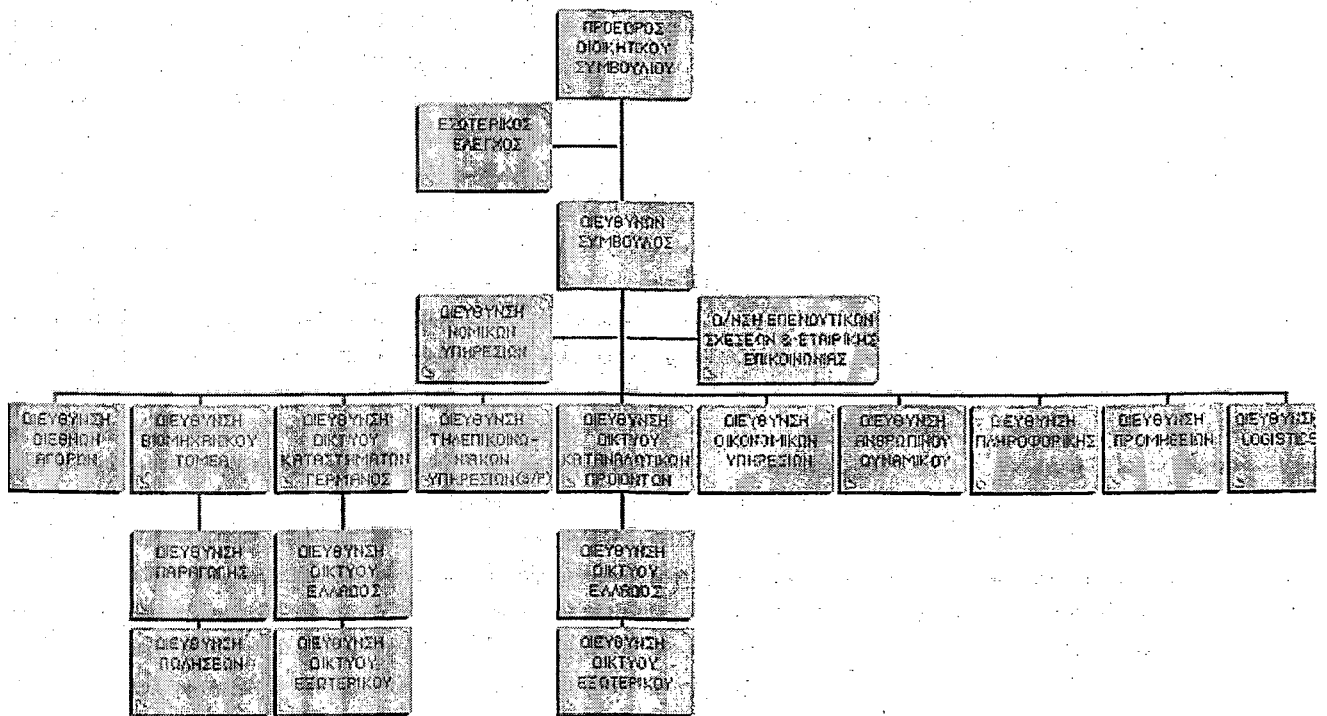 ΠΡΟΕΔΡΟΣ
ΔΙΟΙΚΗΤΙΚΟΥ
ΣΥΜΒΟΥΛΙΟΥ
ΕΣΩΤΕΡΙΚΟΣ
ΕΛΕΓΧΟΣ
ΔΙΕΥΘΥΝΩΝ
ΣΥΜΒΟΥΛΟΣ
ΔΙΕΥΘΥΝΣΗ
ΝΟΜΙΚΩΝ
ΥΠΗΡΕΣΙΩΝ
Δ/ΝΣΗ ΕΠΕΝΔΥΤΙΚΩΝ
ΣΧΕΣΕΩΝ & ΕΤΑΙΡΙΚΗΣ
ΕΠΙΚΟΙΝΩΝΙΑΣ
ΔΙΕΥΘΥΝΣΗ
ΔΙΕΘΝΩΝ
ΑΓΟΡΩΝ
ΔΙΕΥΘΥΝΣΗ
ΒΙΟΜΗΧΑΝΙΚΟΥ
ΤΟΜΕΑ
ΔΙΕΥΘΥΝΣΗ
ΔΙΚΤΥΟΥ
ΚΑΤΑΣΤΗΜΑΤΩΝ
ΓΕΡΜΑΝΟΣ
ΔΙΕΥΘΥΝΣΗ
ΤΗΛΕΠΙΚΟΙΝΩ-
ΝΙΑΚΩΝ
ΥΠΗΡΕΣΙΩΝ(S/P)
ΔΙΕΥΘΥΝΣΗ
ΔΙΚΤΥΟΥ
ΚΑΤΑΝΑΛΩΤΙΚΩΝ
ΠΡΟΙΟΝΤΩΝ
ΔΙΕΥΘΥΝΣΗ
ΟΙΚΟΝΟΜΙΚΩΝ
ΥΠΗΡΕΣΙΩΝ
ΔΙΕΥΘΥΝΣΗ
ΑΝΘΡΩΠΙΝΟΥ
ΔΥΝΑΜΙΚΟΥ
ΔΙΕΥΘΥΝΣΗ
ΠΛΗΡΟΦΟΡΙΚΗΣ
ΔΙΕΥΘΥΝΣΗ
ΠΡΟΜΗΘΕΙΩΝ
ΔΙΕΥΘΥΝΣΗ
LOGISTICS
ΔΙΕΥΘΥΝΣΗ
ΠΑΡΑΓΩΓΗΣ
ΔΙΕΥΘΥΝΣΗ
ΔΙΚΤΥΟΥ
ΕΛΛΑΔΟΣ
ΔΙΕΥΘΥΝΣΗ
ΔΙΚΤΥΟΥ
ΕΛΛΑΔΟΣ
ΔΙΕΥΘΥΝΣΗ
ΠΩΛΗΣΕΩΝ
ΔΙΕΥΘΥΝΣΗ
ΔΙΚΤΥΟΥ
ΕΞΩΤΕΡΙΚΟΥ
ΔΙΕΥΘΥΝΣΗ
ΔΙΚΤΥΟΥ
ΕΞΩΤΕΡΙΚΟΥ